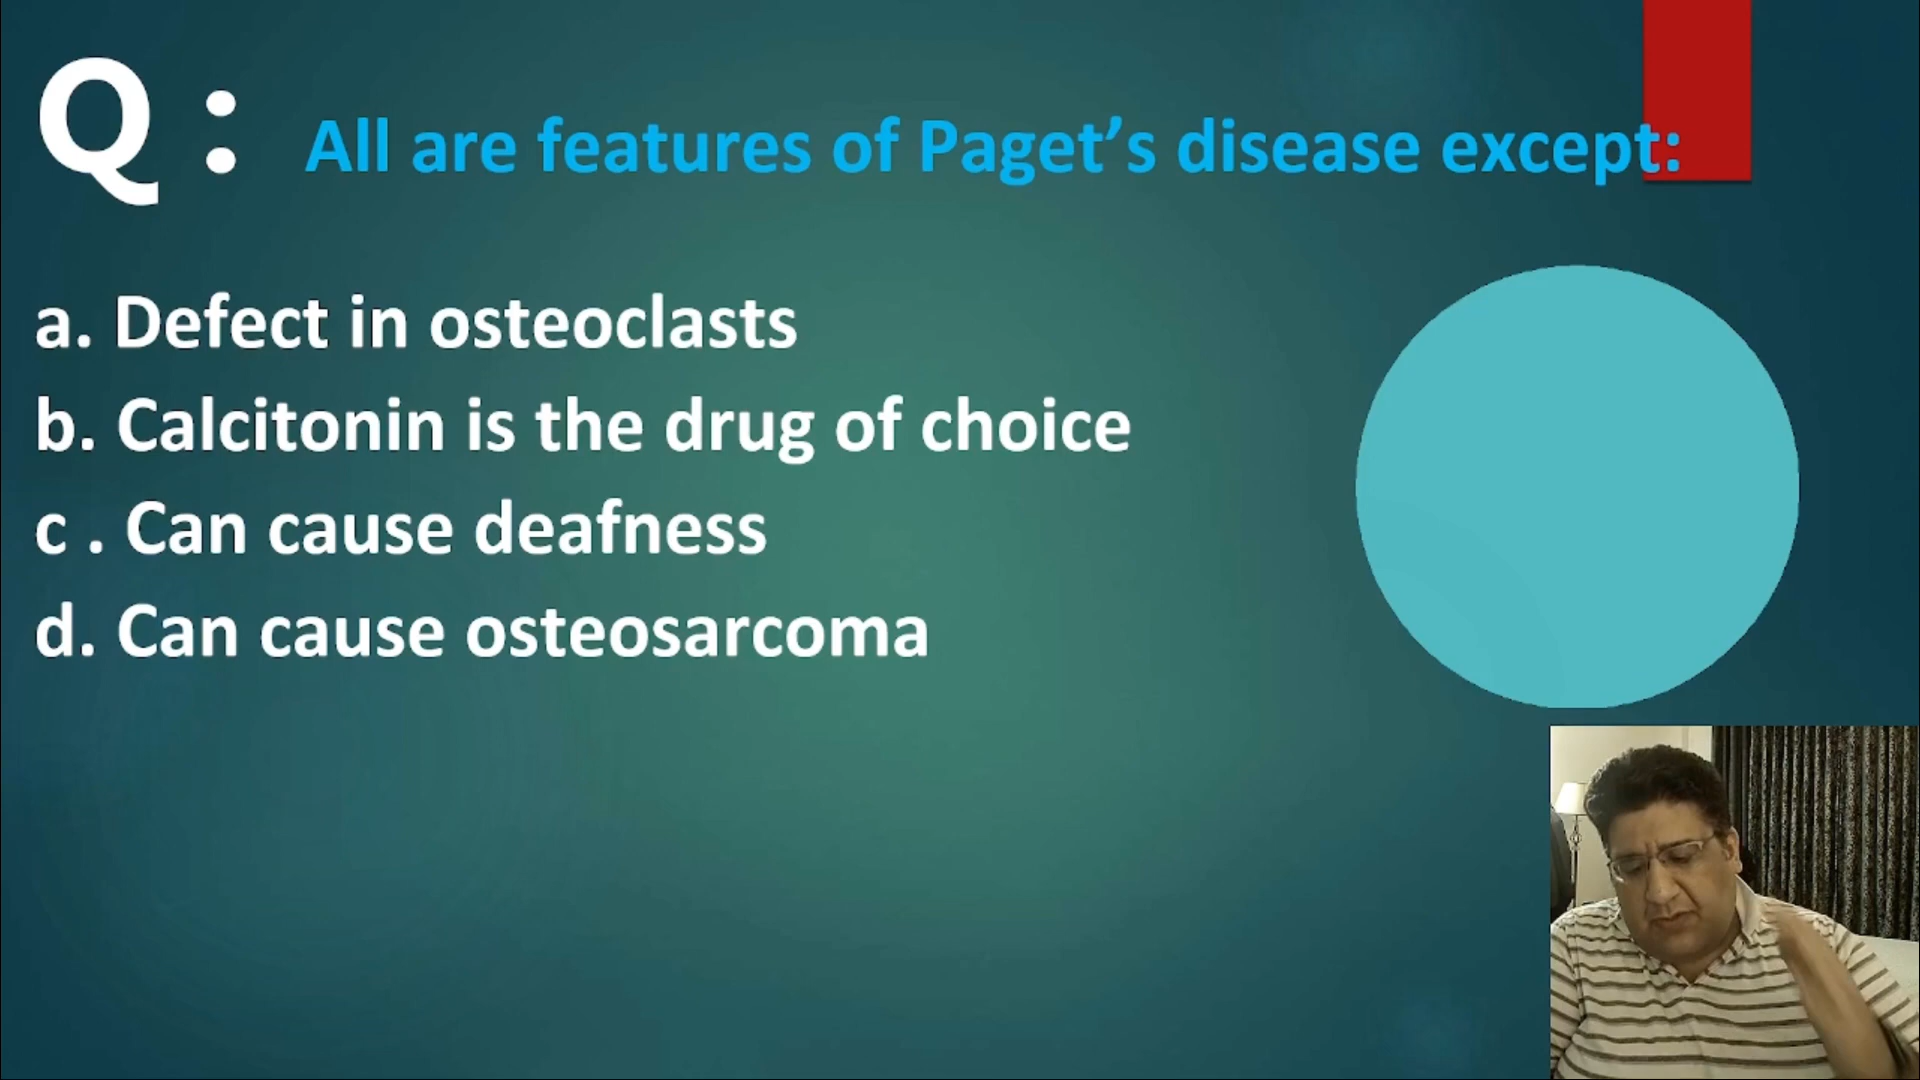 Q : All are features of Paget’s disease except:
a. Defect in osteoclasts
b. Calcitonin is the drug of choice
c . Can cause deafness
d. Can cause osteosarcoma